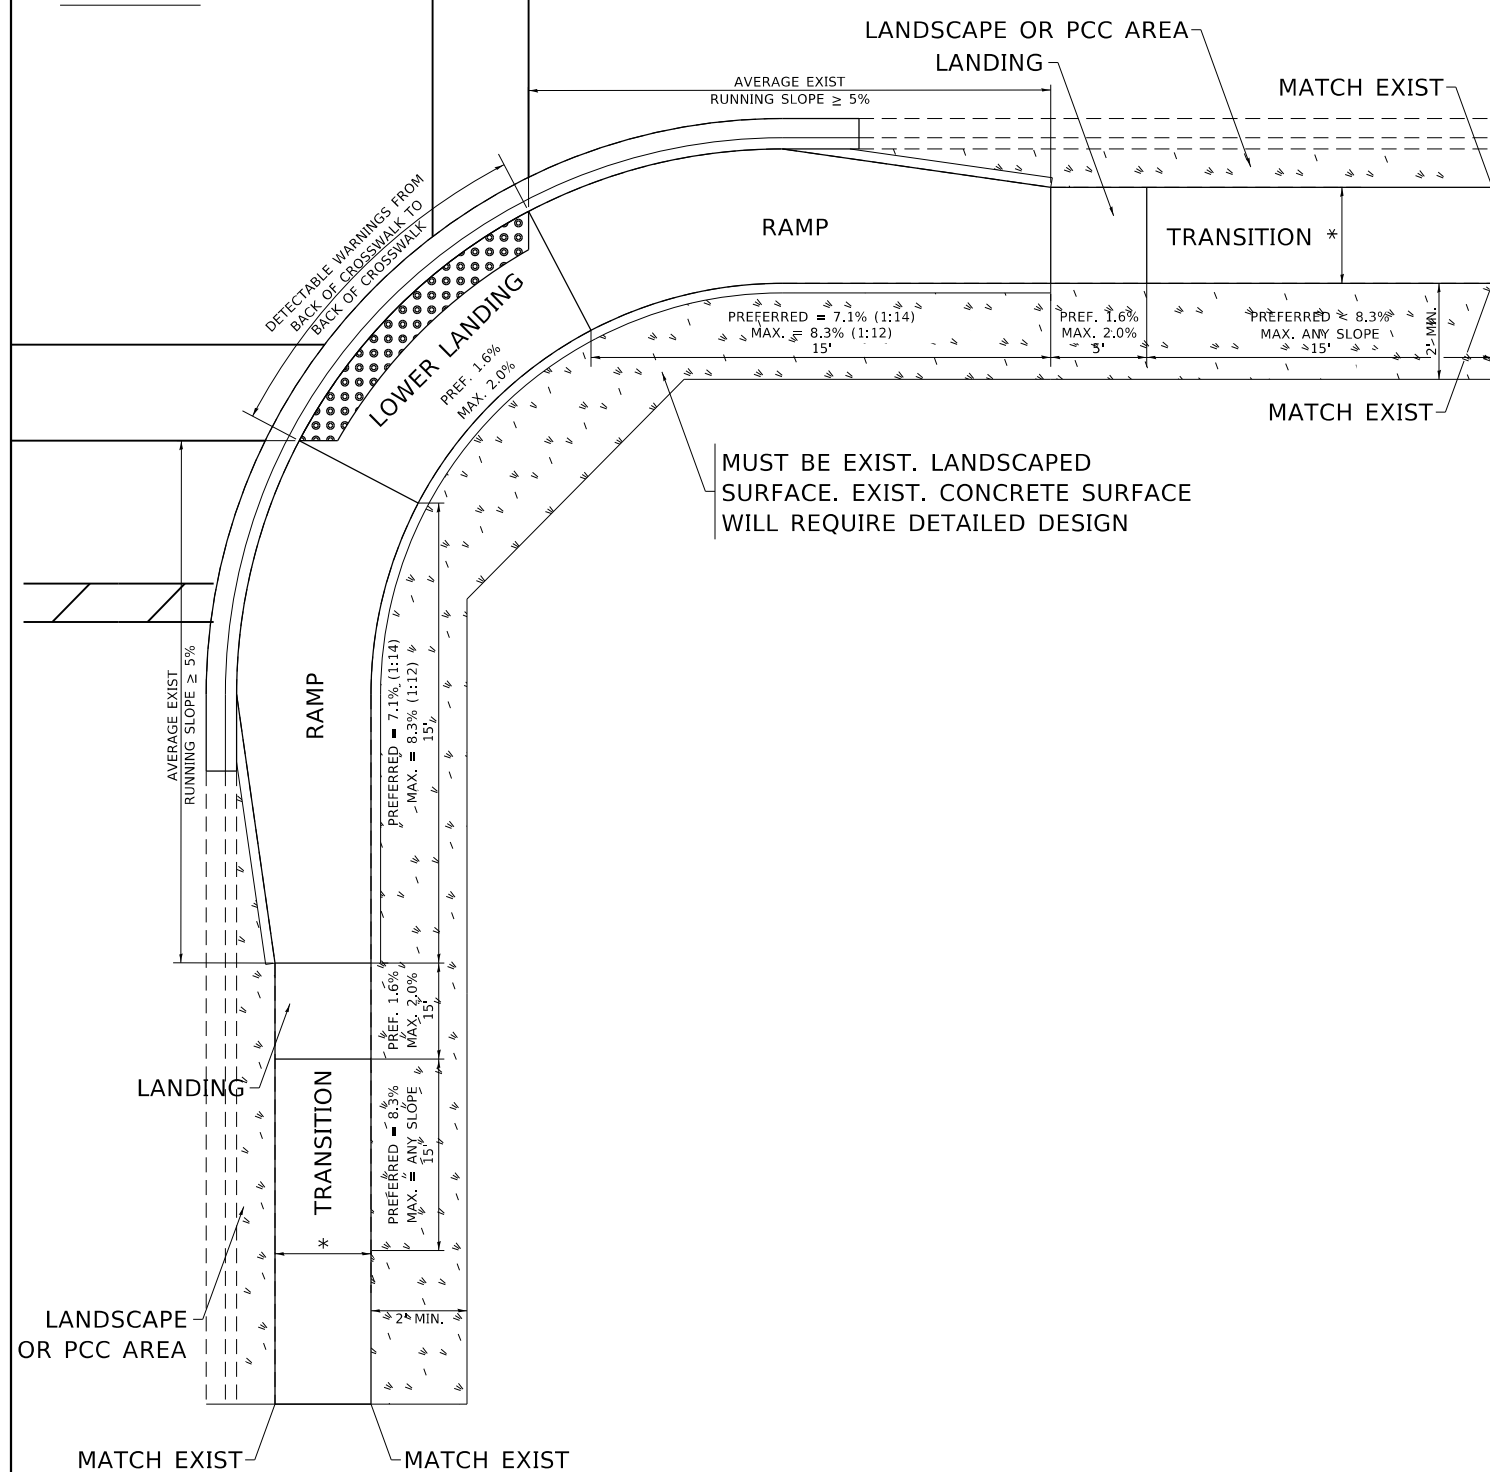 LANDSCAPE OR PCC AREA
LANDING
AVERAGE EXIST
RUNNING SLOPE ≥ 5%
MATCH EXIST
DETECTABLE WARNINGS FROM
BACK OF CROSSWALK TO
BACK OF CROSSWALK
RAMP
TRANSITION *
LOWER LANDING
PREF. 1.6%
MAX. 2.0%
PREFERRED = 7.1% (1:14)
MAX. = 8.3% (1:12)
15'
PREF. 1.6%
MAX. 2.0%
5'
PREFERRED < 8.3%
MAX. ANY SLOPE
15'
2' MIN.
MATCH EXIST
MUST BE EXIST. LANDSCAPED
SURFACE. EXIST. CONCRETE SURFACE
WILL REQUIRE DETAILED DESIGN
AVERAGE EXIST
RUNNING SLOPE ≥ 5%
RAMP
PREFERRED = 7.1% (1:14)
MAX. = 8.3% (1:12)
15'
PREF. 1.6%
MAX. 2.0%
15'
LANDING
* TRANSITION
PREFERRED = 8.3%
MAX. = ANY SLOPE
15'
2' MIN.
LANDSCAPE
OR PCC AREA
MATCH EXIST
MATCH EXIST